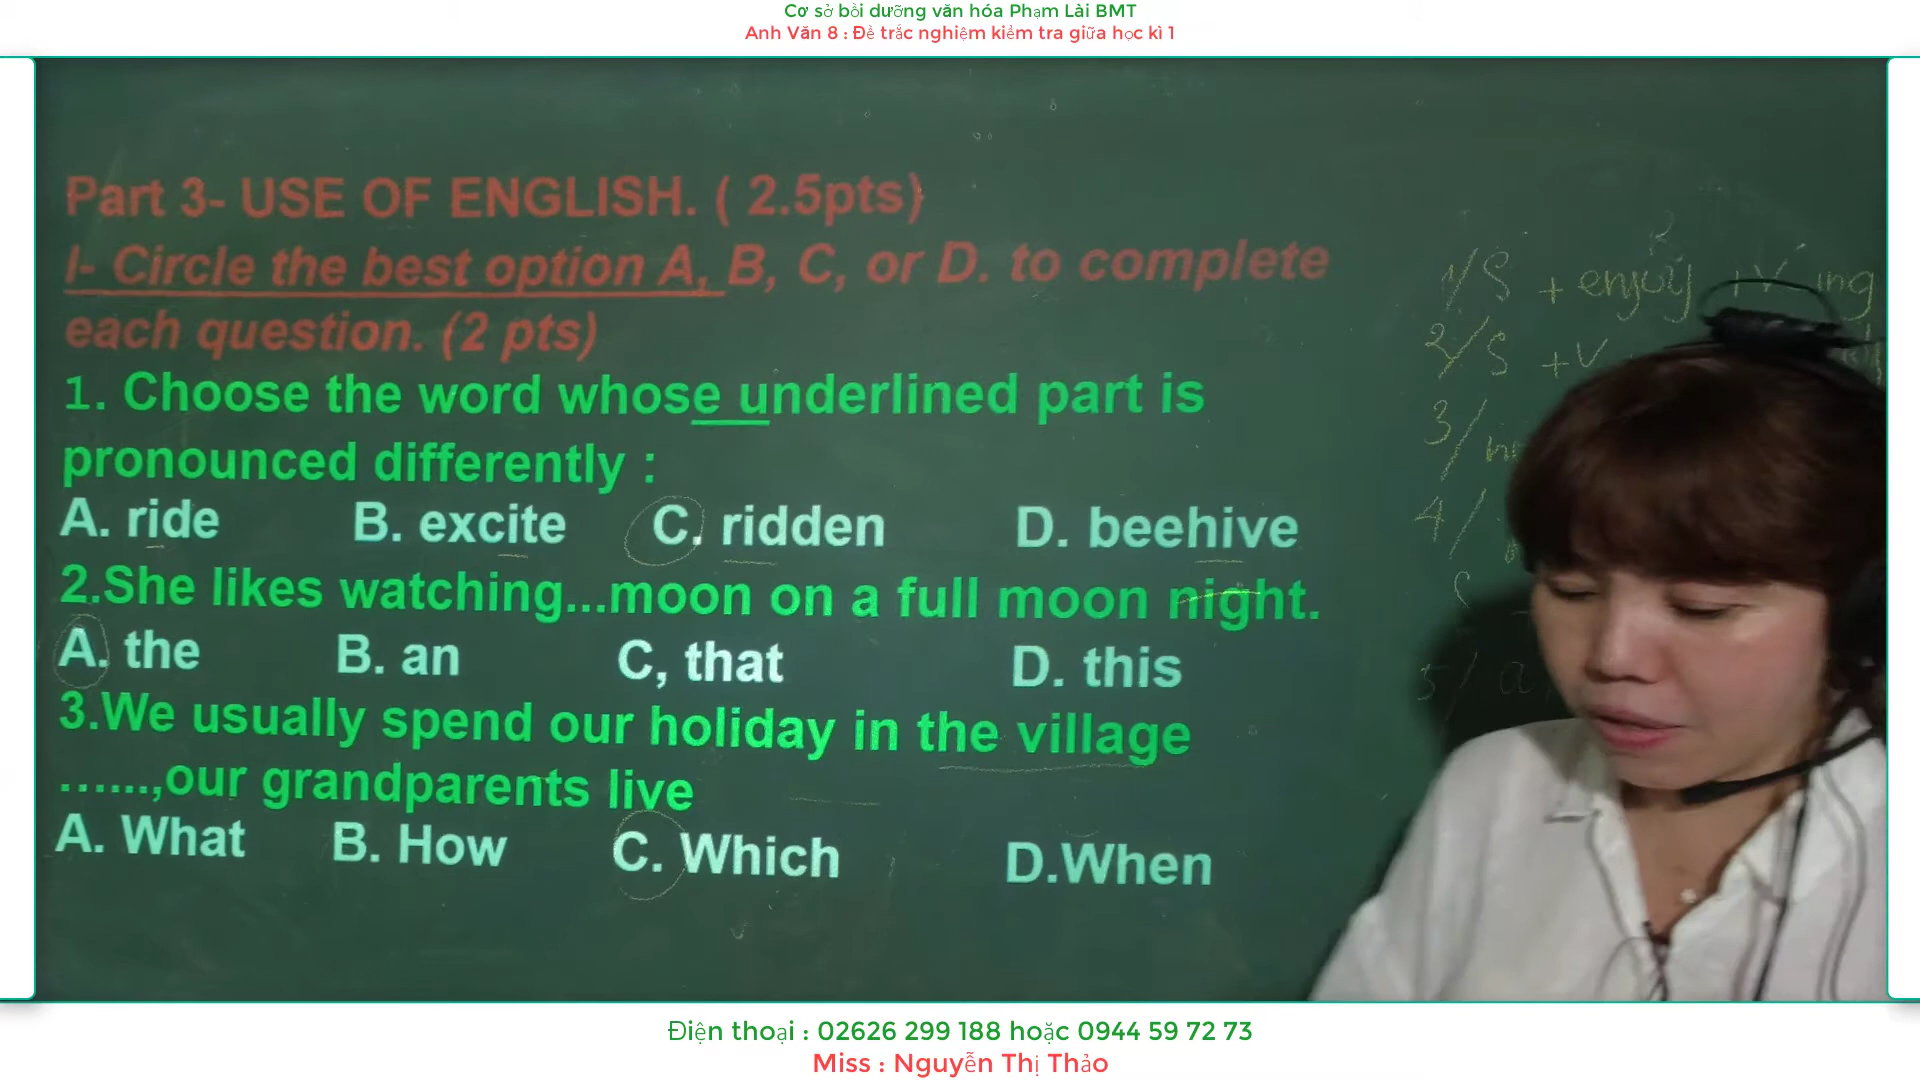 Cơ sở bồi dưỡng văn hóa Phạm Lài BMT
Anh Văn 8 : Đề trắc nghiệm kiểm tra giữa học kì 1
Part 3- USE OF ENGLISH. ( 2.5pts)
I- Circle the best option A, B, C, or D. to complete
each question. (2 pts)
1. Choose the word whose underlined part is
pronounced differently :
A. ride B. excite C. ridden D. beehive
2.She likes watching...moon on a full moon night.
A. the B. an C, that D. this
3.We usually spend our holiday in the village
......,our grandparents live
A. What B. How C. Which D.When
1/ S + enjoy + V-ing
2/ S + V
3/
4/
5/ a
Điện thoại : 02626 299 188 hoặc 0944 59 72 73
Miss : Nguyễn Thị Thảo